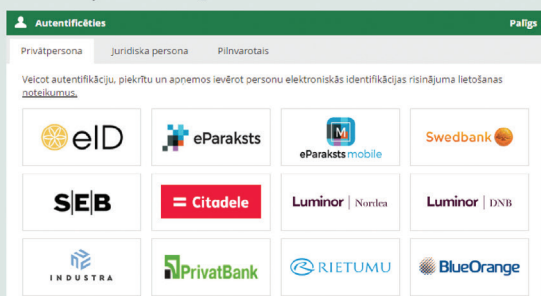 Autentificēties Palīgs
Privātpersona Juridiska persona Pilnvarotais
Veicot autentifikāciju, piekrītu un apņemos ievērot personu elektroniskās identifikācijas risinājuma lietošanas
noteikumus.
eID eParaksts M eParaksts mobile Swedbank
S|E|B Citadele Luminor | Nordea Luminor | DNB
INDUSTRA PrivatBank RIETUMU BlueOrange